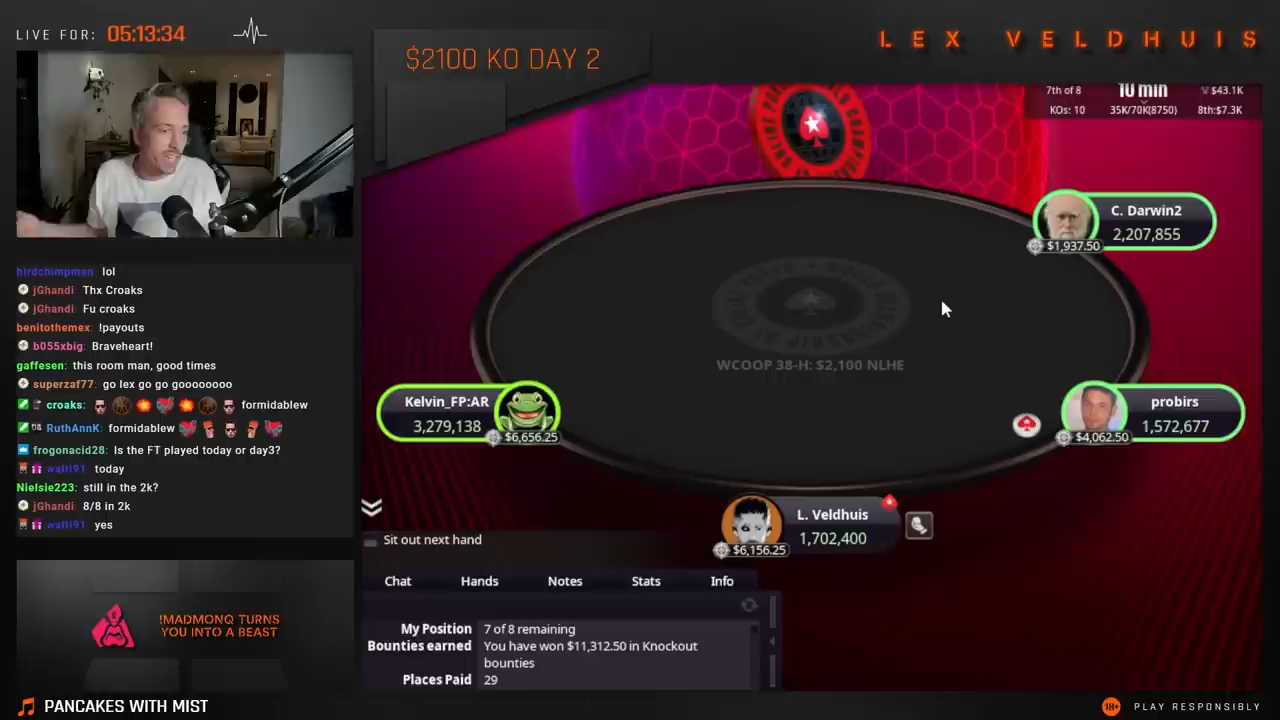 LIVE FOR: 05:13:34
$2100 KO DAY 2
LEX VELDHUIS
7th of 8
10 min
$43.1K
KOs: 10
35K/70K(8750)
8th:$7.3K
C. Darwin2
2,207,855
$1,937.50
WCOOP 38-H: $2,100 NLHE
Kelvin_FP:AR
3,279,138
$6,656.25
probirs
1,572,677
$4,062.50
L. Veldhuis
1,702,400
$6,156.25
hirdchimpman: lol
jGhandi: Thx Croaks
jGhandi: Fu croaks
benitothemex: !payouts
b055xbig: Braveheart!
gaffesen: this room man, good times
superzaf77: go lex go go goooooooo
croaks: formidablew
RuthAnnK: formidablew
frogonacid28: Is the FT played today or day3?
today
Nielsie223: still in the 2k?
jGhandi: 8/8 in 2k
yes
Sit out next hand
Chat Hands Notes Stats Info
My Position 7 of 8 remaining
Bounties earned You have won $11,312.50 in Knockout
bounties
Places Paid 29
!MADMONQ TURNS
YOU INTO A BEAST
PANCAKES WITH MIST
18+ PLAY RESPONSIBLY